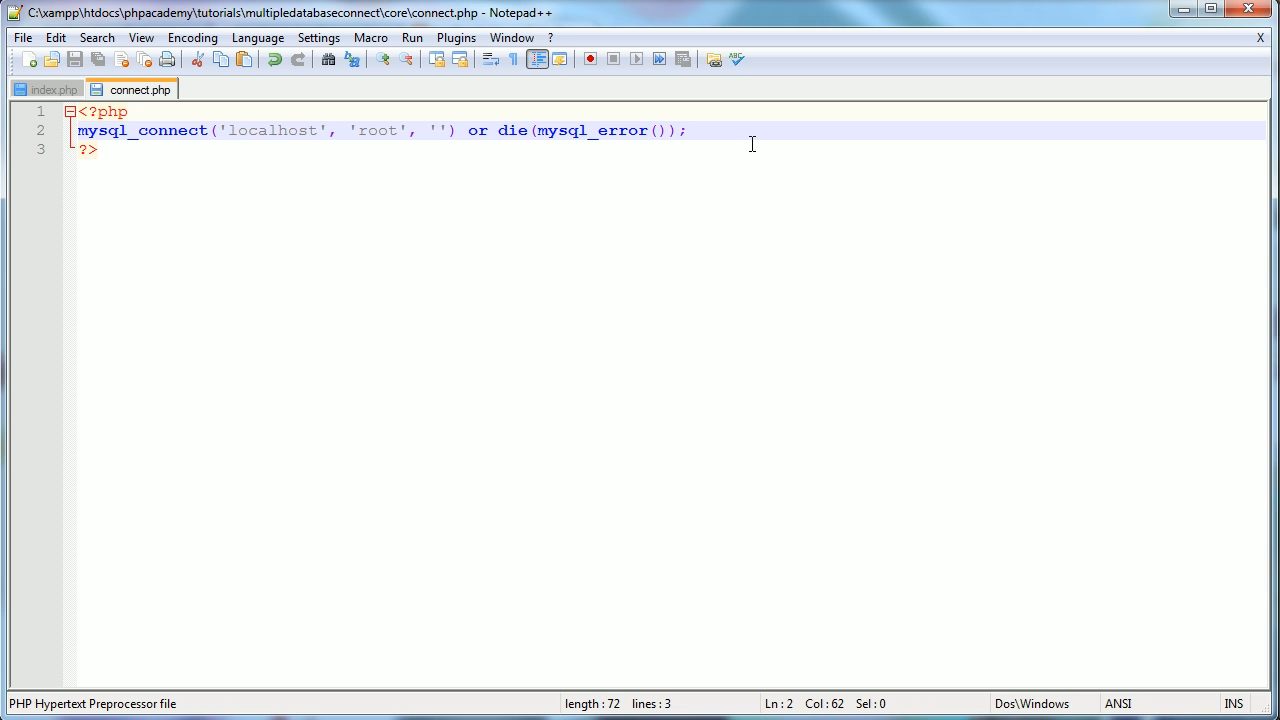 C:\xampp\htdocs\phpacademy\tutorials\multipledatabaseconnect\core\connect.php - Notepad++
File Edit Search View Encoding Language Settings Macro Run Plugins Window ? X
index.php connect.php
1 <?php
2 mysql_connect('localhost', 'root', '') or die(mysql_error());
3 ?>
PHP Hypertext Preprocessor file length : 72 lines : 3 Ln : 2 Col : 62 Sel : 0 Dos\Windows ANSI INS